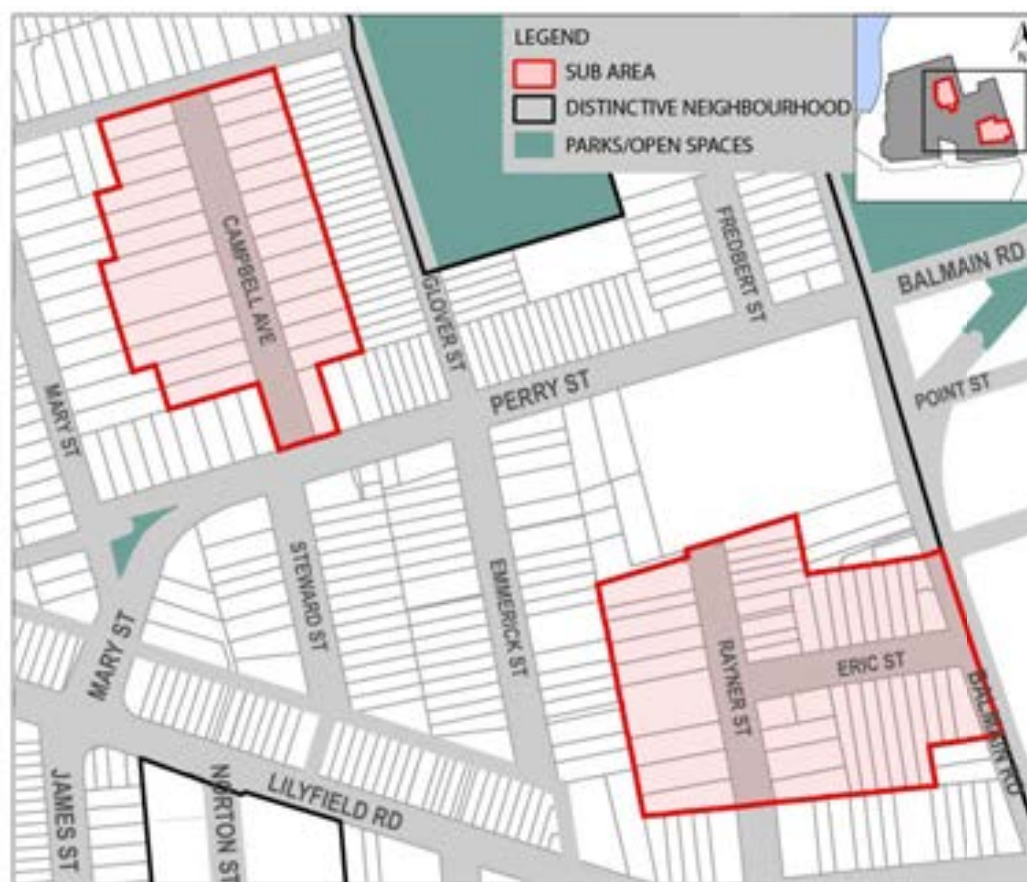 LEGEND
SUB AREA
DISTINCTIVE NEIGHBOURHOOD
PARKS/OPEN SPACES
N
CAMPBELL AVE
GLOVER ST
FREDBERT ST
BALMAIN RD
PERRY ST
POINT ST
MARY ST
STEWARD ST
EMMERICK ST
MARY ST
RAYNER ST
ERIC ST
BALMAIN RD
LILYFIELD RD
JAMES ST
NORTON ST